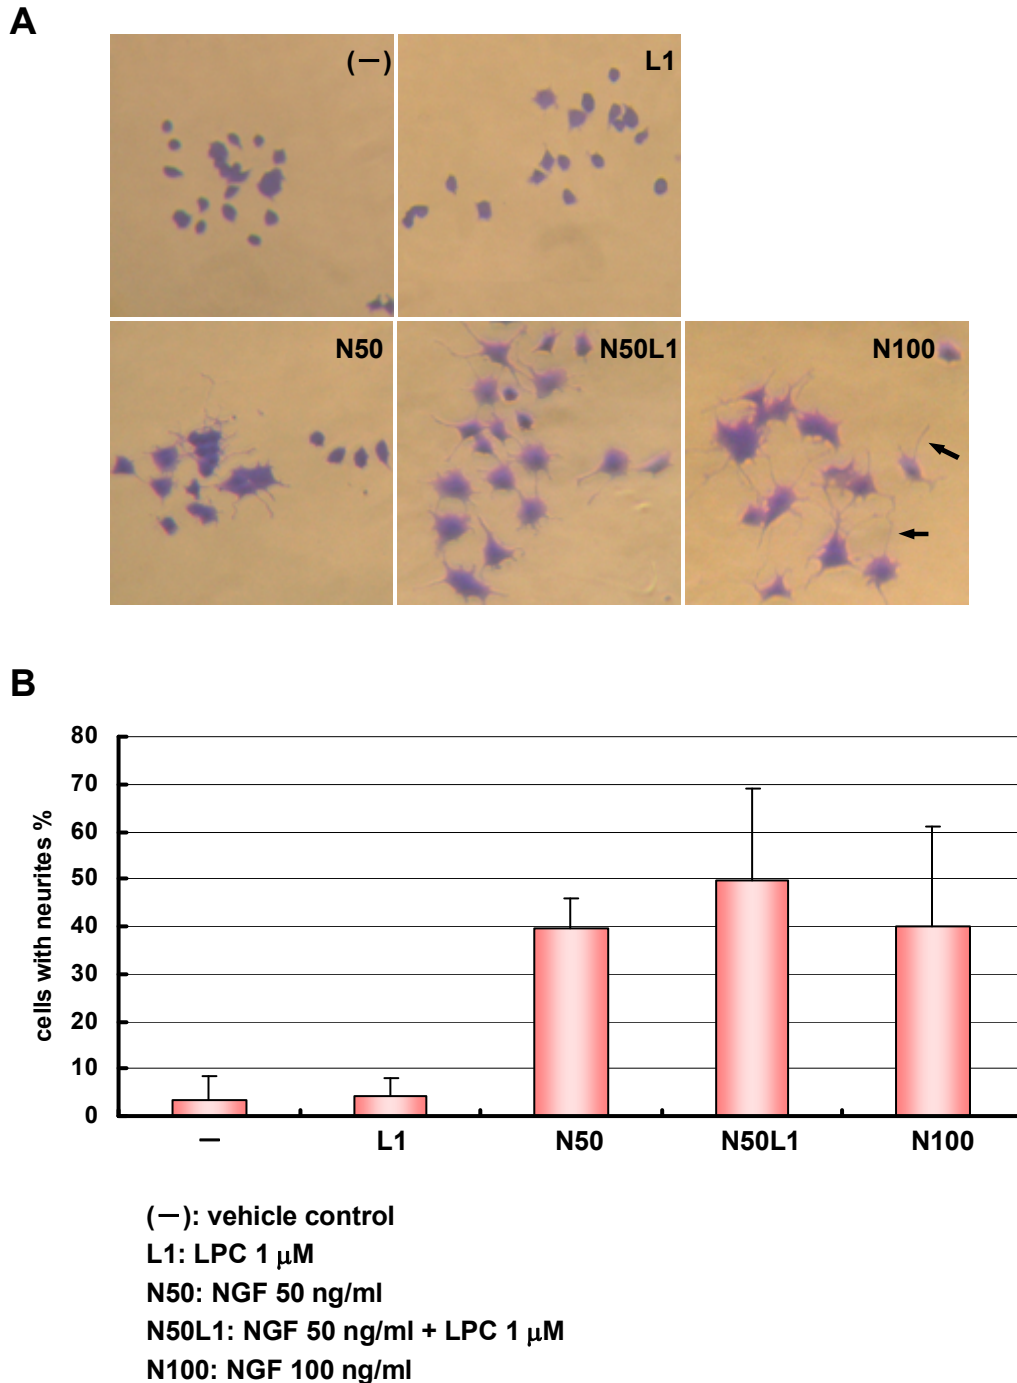 A
(—)
L1
N50
N50L1
N100
B
80
70
60
50
40
30
20
10
0
cells with neurites %
— L1 N50 N50L1 N100
(—): vehicle control
L1: LPC 1 μM
N50: NGF 50 ng/ml
N50L1: NGF 50 ng/ml + LPC 1 μM
N100: NGF 100 ng/ml